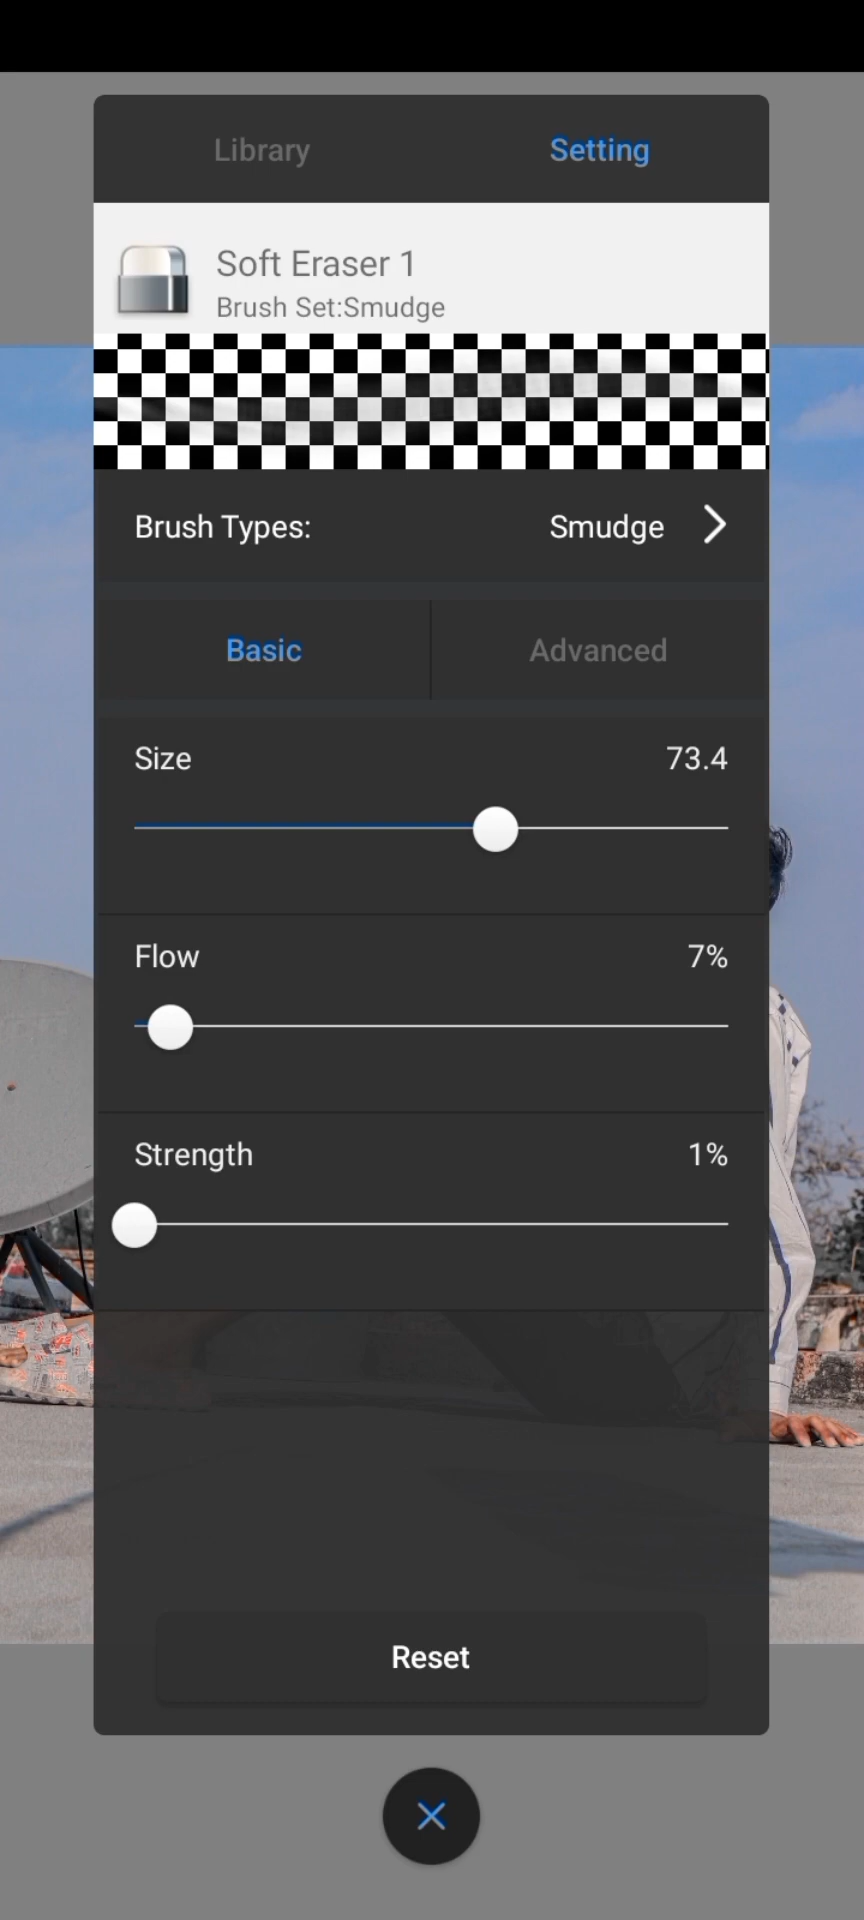 Library
Setting
Soft Eraser 1
Brush Set:Smudge
Brush Types:
Smudge
Basic
Advanced
Size
73.4
Flow
7%
Strength
1%
Reset